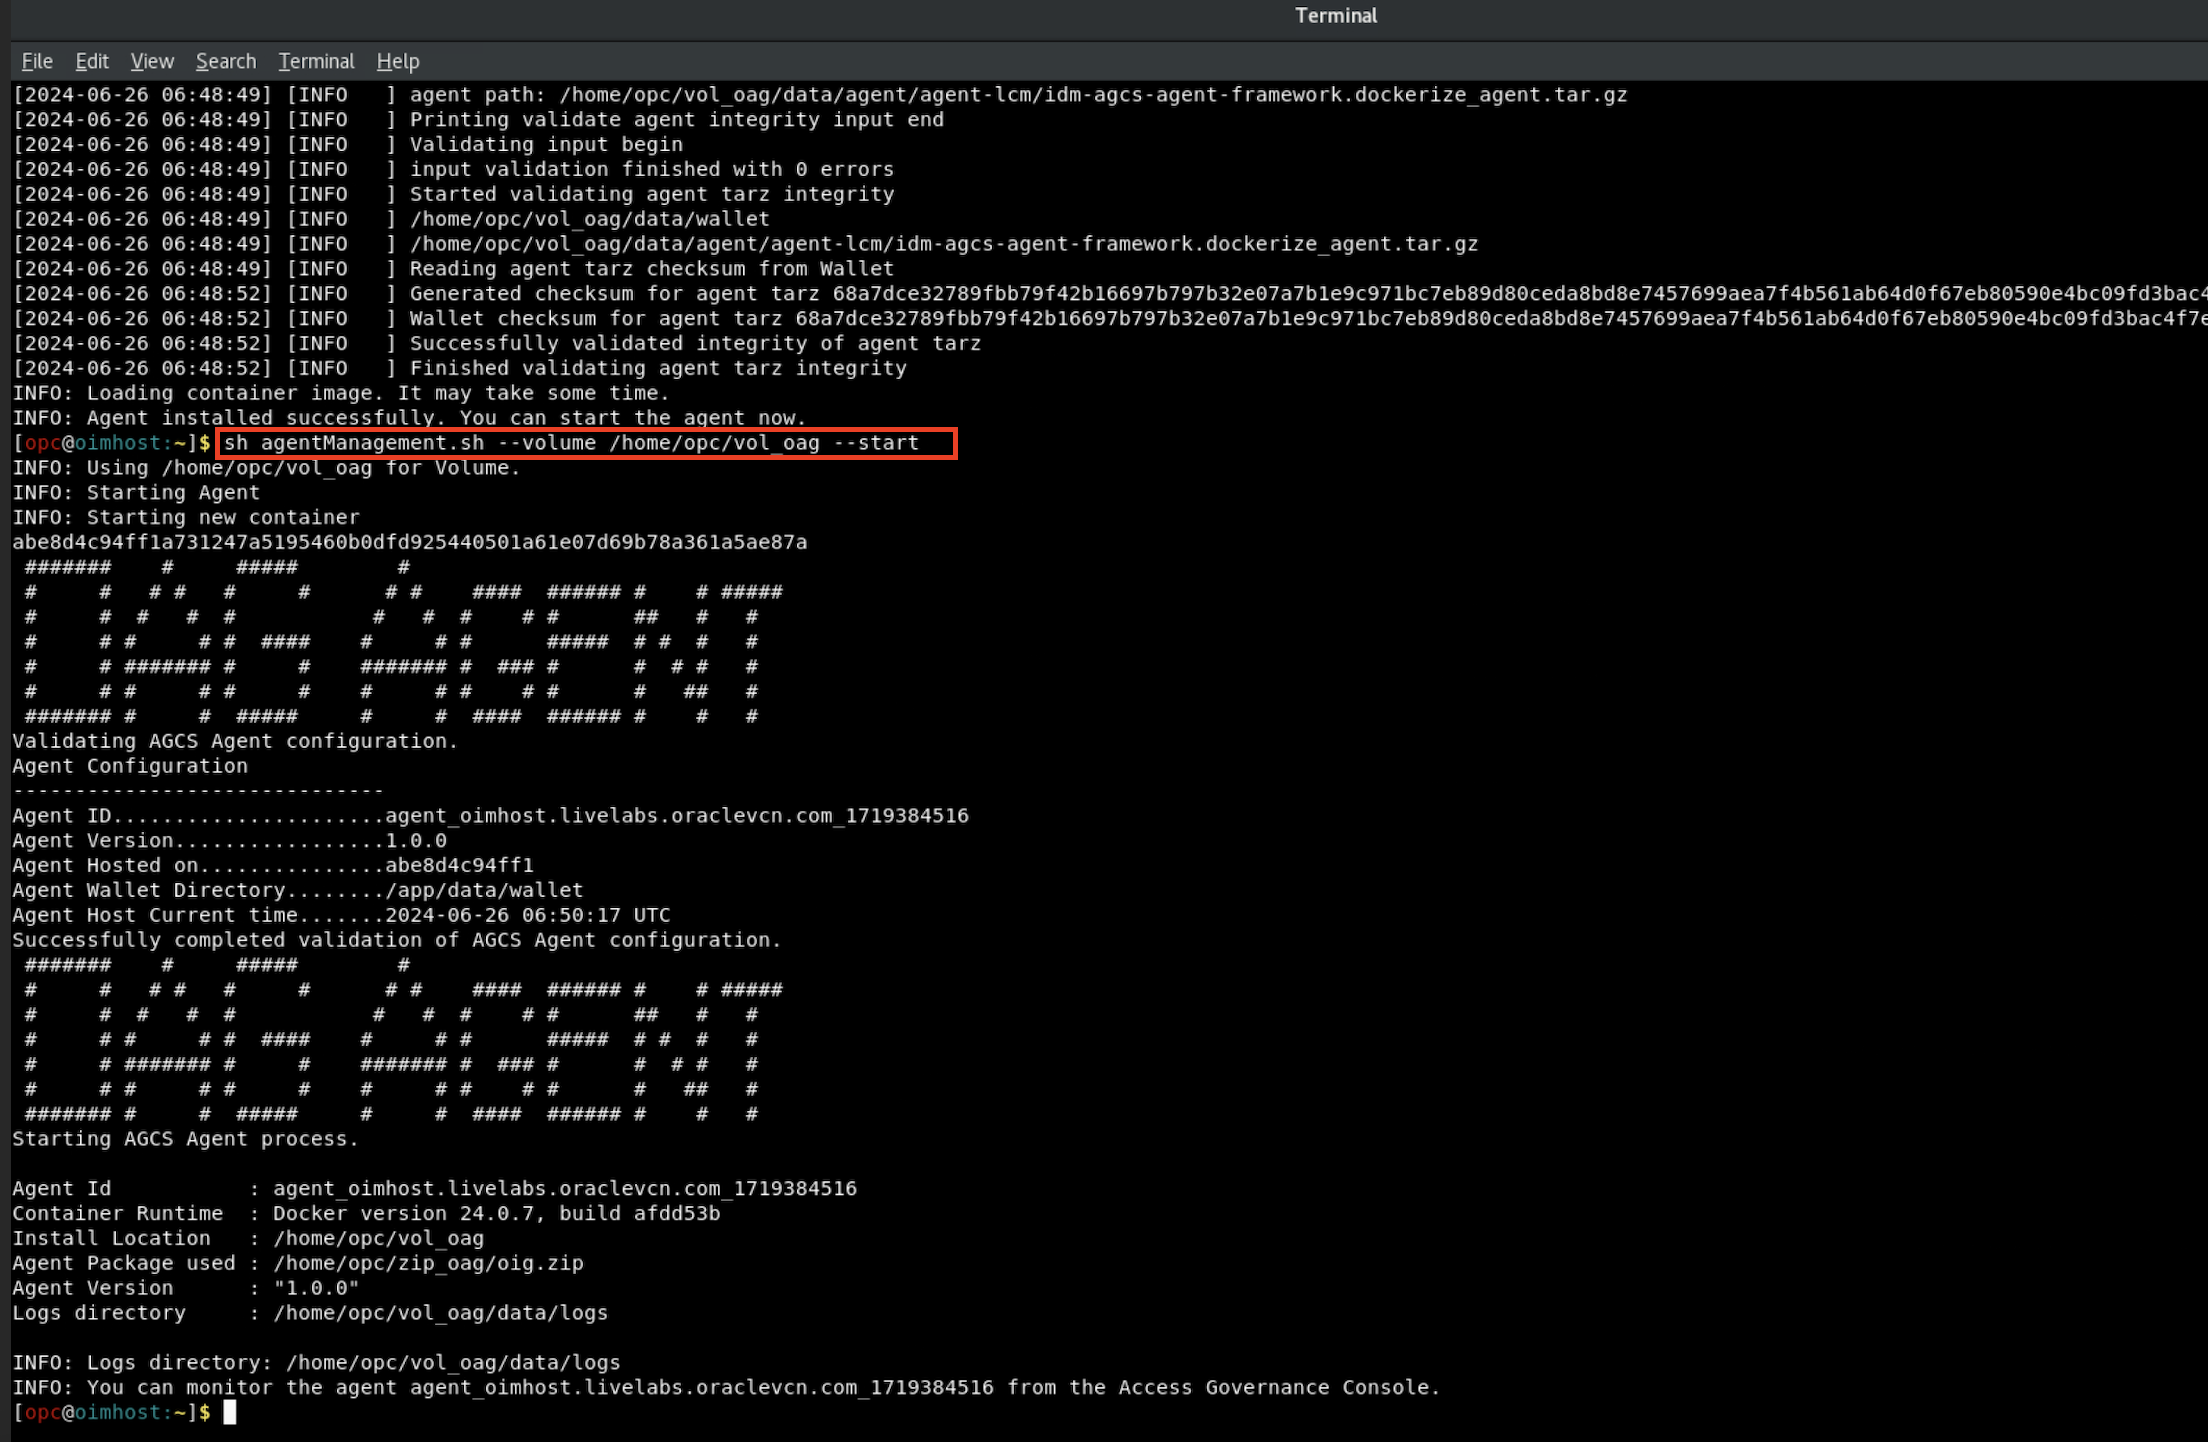 Terminal
File Edit View Search Terminal Help
[2024-06-26 06:48:49] [INFO   ] agent path: /home/opc/vol_oag/data/agent/agent-lcm/idm-agcs-agent-framework.dockerize_agent.tar.gz
[2024-06-26 06:48:49] [INFO   ] Printing validate agent integrity input end
[2024-06-26 06:48:49] [INFO   ] Validating input begin
[2024-06-26 06:48:49] [INFO   ] input validation finished with 0 errors
[2024-06-26 06:48:49] [INFO   ] Started validating agent tarz integrity
[2024-06-26 06:48:49] [INFO   ] /home/opc/vol_oag/data/wallet
[2024-06-26 06:48:49] [INFO   ] /home/opc/vol_oag/data/agent/agent-lcm/idm-agcs-agent-framework.dockerize_agent.tar.gz
[2024-06-26 06:48:49] [INFO   ] Reading agent tarz checksum from Wallet
[2024-06-26 06:48:52] [INFO   ] Generated checksum for agent tarz 68a7dce32789fbb79f42b16697b797b32e07a7b1e9c971bc7eb89d80ceda8bd8e7457699aea7f4b561ab64d0f67eb80590e4bc09fd3bac4
[2024-06-26 06:48:52] [INFO   ] Wallet checksum for agent tarz 68a7dce32789fbb79f42b16697b797b32e07a7b1e9c971bc7eb89d80ceda8bd8e7457699aea7f4b561ab64d0f67eb80590e4bc09fd3bac4f7e
[2024-06-26 06:48:52] [INFO   ] Successfully validated integrity of agent tarz
[2024-06-26 06:48:52] [INFO   ] Finished validating agent tarz integrity
INFO: Loading container image. It may take some time.
INFO: Agent installed successfully. You can start the agent now.
[opc@oimhost:~]$ sh agentManagement.sh --volume /home/opc/vol_oag --start
INFO: Using /home/opc/vol_oag for Volume.
INFO: Starting Agent
INFO: Starting new container
abe8d4c94ff1a731247a5195460b0dfd925440501a61e07d69b78a361a5ae87a
OAG AGENT
Validating AGCS Agent configuration.
Agent Configuration
------------------------------
Agent ID......................agent_oimhost.livelabs.oraclevcn.com_1719384516
Agent Version.................1.0.0
Agent Hosted on...............abe8d4c94ff1
Agent Wallet Directory......../app/data/wallet
Agent Host Current time.......2024-06-26 06:50:17 UTC
Successfully completed validation of AGCS Agent configuration.
OAG AGENT
Starting AGCS Agent process.
Agent Id           : agent_oimhost.livelabs.oraclevcn.com_1719384516
Container Runtime  : Docker version 24.0.7, build afdd53b
Install Location   : /home/opc/vol_oag
Agent Package used : /home/opc/zip_oag/oig.zip
Agent Version      : "1.0.0"
Logs directory     : /home/opc/vol_oag/data/logs
INFO: Logs directory: /home/opc/vol_oag/data/logs
INFO: You can monitor the agent agent_oimhost.livelabs.oraclevcn.com_1719384516 from the Access Governance Console.
[opc@oimhost:~]$